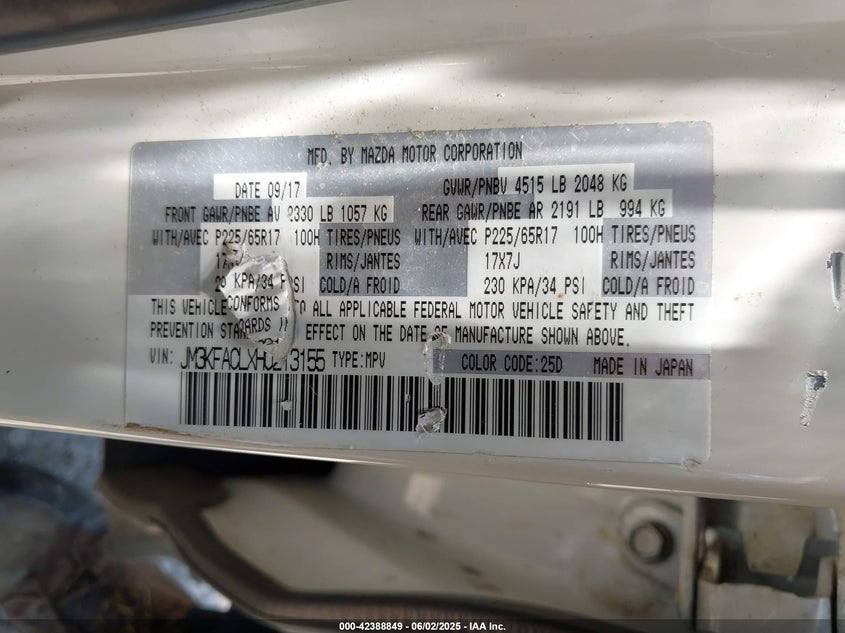 MFD. BY MAZDA MOTOR CORPORATION
DATE 09/17 GVWR/PNBV 4515 LB 2048 KG
FRONT GAWR/PNBE AV 2330 LB 1057 KG REAR GAWR/PNBE AR 2191 LB 994 KG
WITH/AVEC P225/65R17 100H TIRES/PNEUS WITH/AVEC P225/65R17 100H TIRES/PNEUS
17X7J RIMS/JANTES 17X7J RIMS/JANTES
KPA/34 PSI COLD/A FROID 230 KPA/34 PSI COLD/A FROID
THIS VEHICLE CONFORMS TO ALL APPLICABLE FEDERAL MOTOR VEHICLE SAFETY AND THEFT
PREVENTION EFFECT ON THE DATE OF MANUFACTURE SHOWN ABOVE.
VIN: TYPE:MPV COLOR CODE:25D MADE IN JAPAN
000-42388849 - 06/02/2025 - IAA Inc.